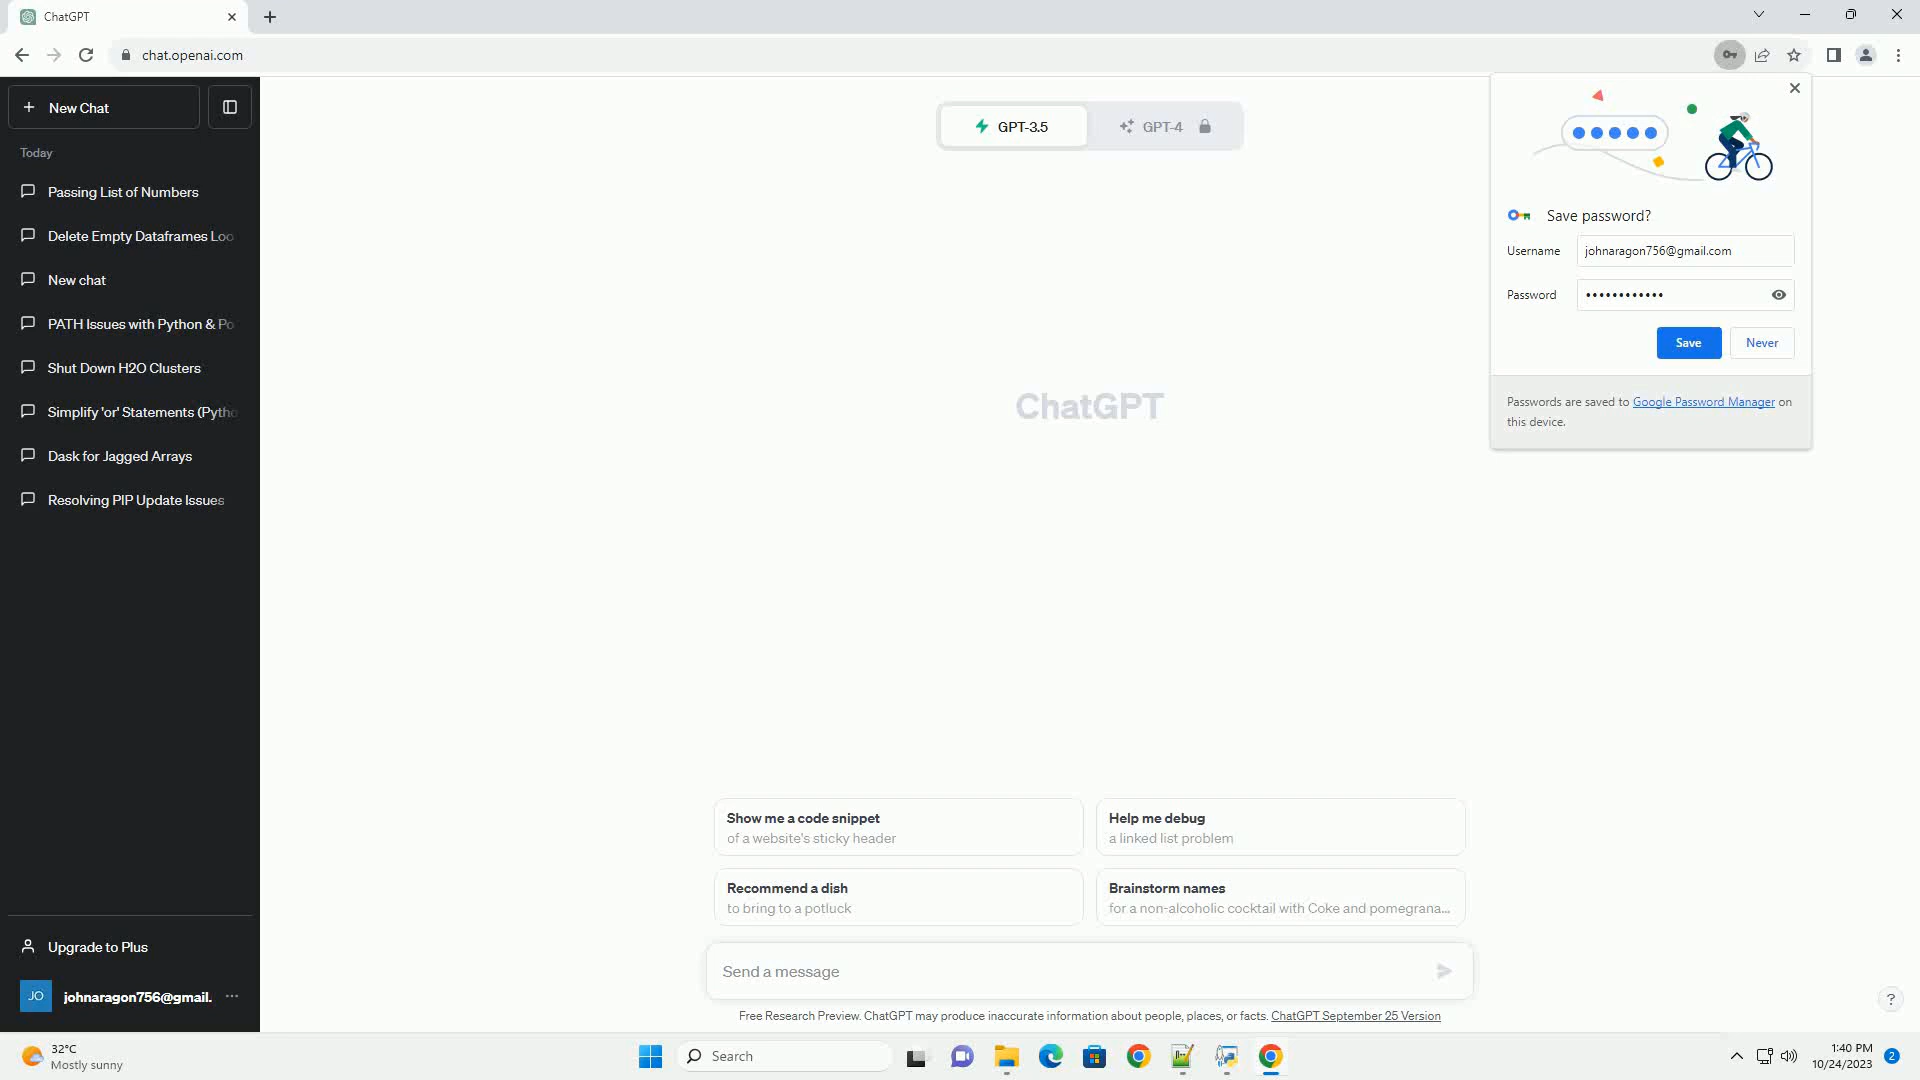 ChatGPT
chat.openai.com
New Chat
Today
Passing List of Numbers
Delete Empty Dataframes Loo
New chat
PATH Issues with Python & Po
Shut Down H2O Clusters
Simplify 'or' Statements (Pytho
Dask for Jagged Arrays
Resolving PIP Update Issues
Upgrade to Plus
JO johnaragon756@gmail.
GPT-3.5 GPT-4
ChatGPT
Save password?
Username johnaragon756@gmail.com
Password ••••••••••••
Save Never
Passwords are saved to Google Password Manager on
this device.
Show me a code snippet
of a website's sticky header
Help me debug
a linked list problem
Recommend a dish
to bring to a potluck
Brainstorm names
for a non-alcoholic cocktail with Coke and pomegrana...
Send a message
Free Research Preview. ChatGPT may produce inaccurate information about people, places, or facts. ChatGPT September 25 Version
?
32°C
Mostly sunny
Search
1:40 PM
10/24/2023
2